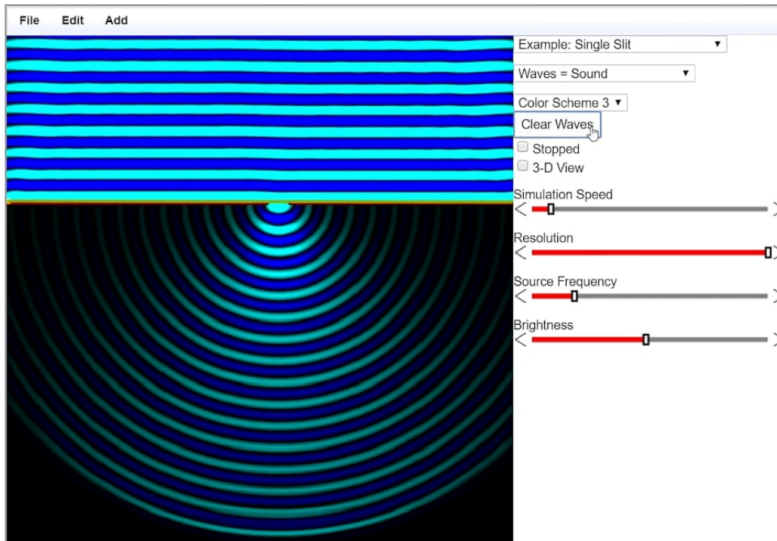 File Edit Add
Example: Single Slit
Waves = Sound
Color Scheme 3
Clear Waves
Stopped
3-D View
Simulation Speed
Resolution
Source Frequency
Brightness